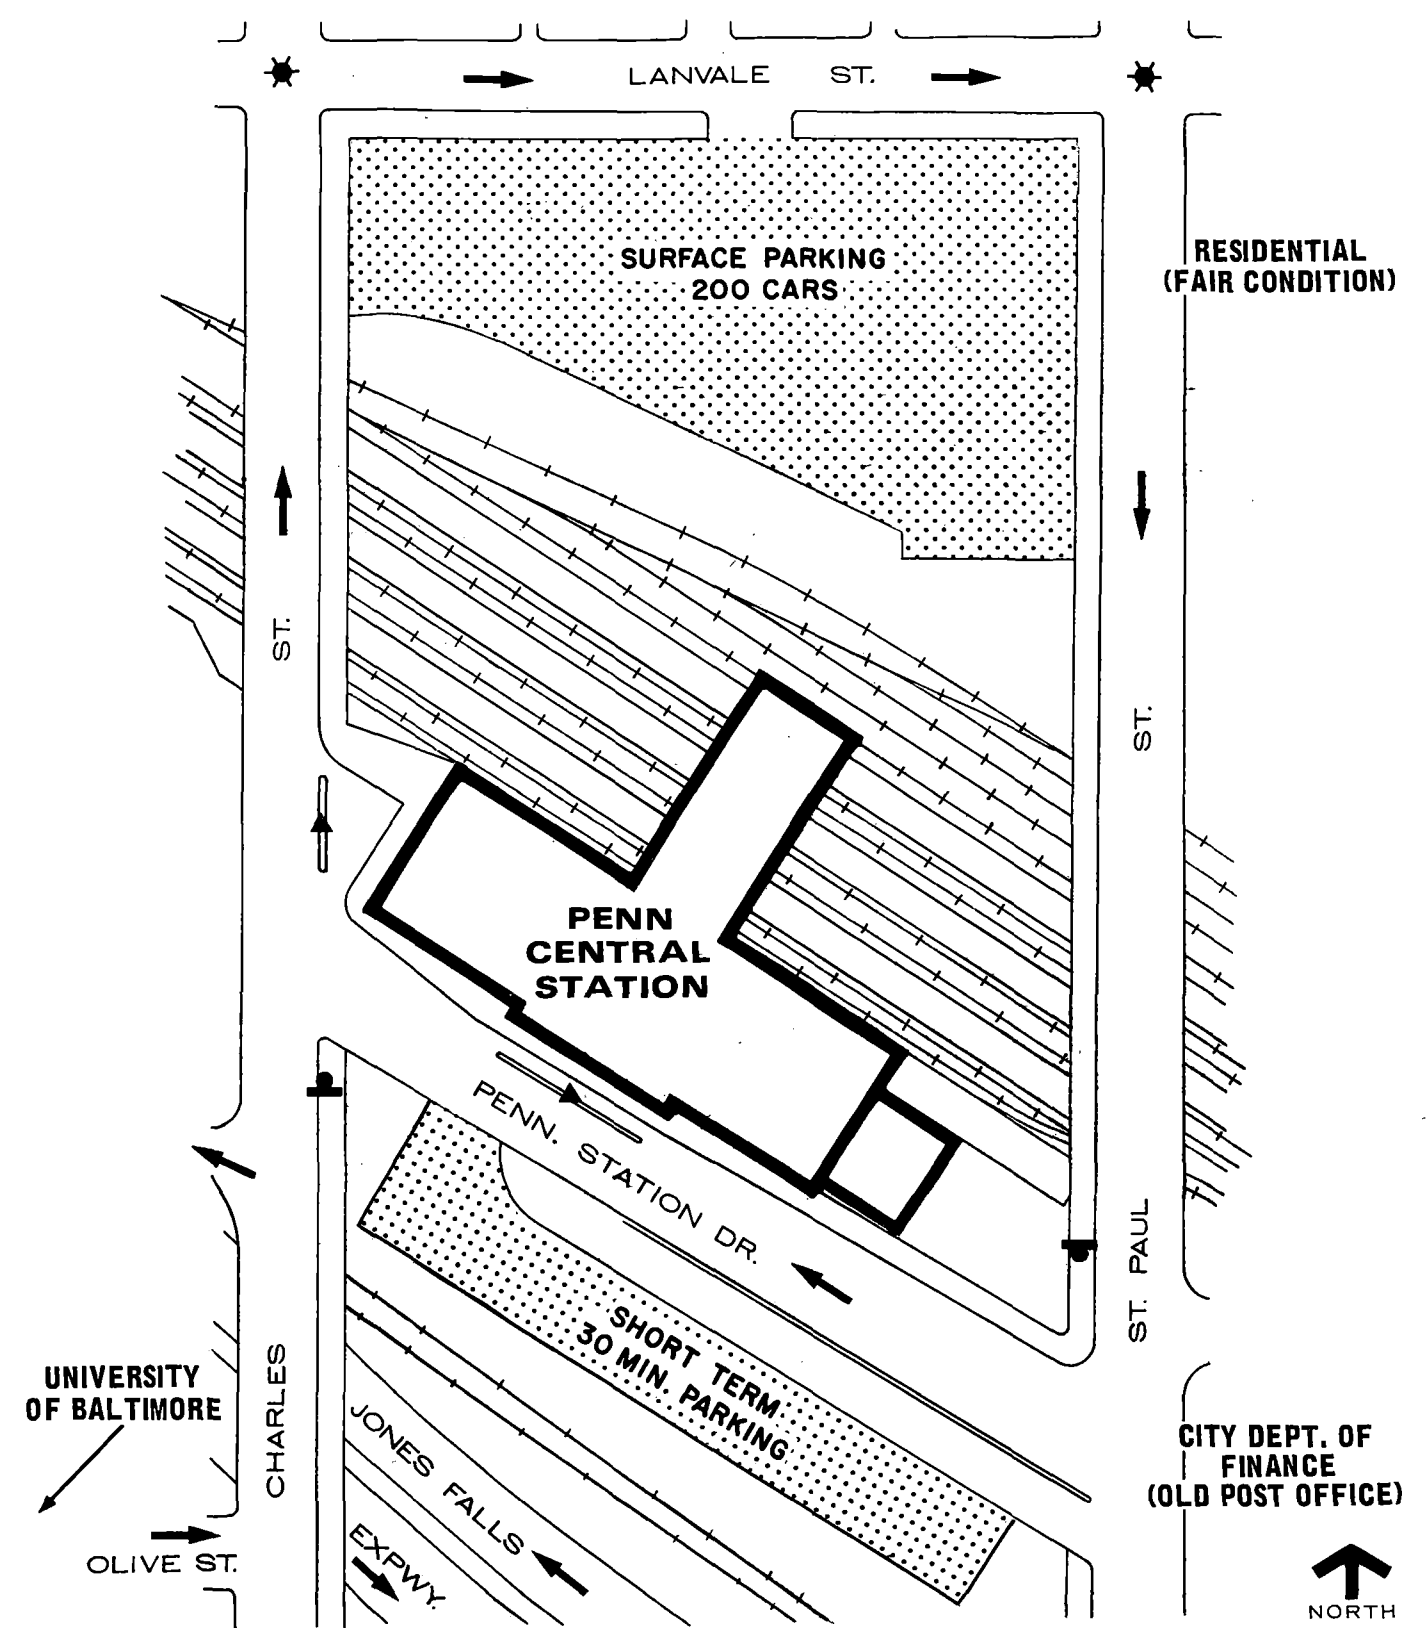 LANVALE ST.
SURFACE PARKING
200 CARS
RESIDENTIAL
(FAIR CONDITION)
ST.
ST.
PENN
CENTRAL
STATION
PENN. STATION DR.
ST. PAUL
SHORT TERM
30 MIN. PARKING
UNIVERSITY
OF BALTIMORE
CHARLES
JONES FALLS
EXPWY.
CITY DEPT. OF
FINANCE
(OLD POST OFFICE)
OLIVE ST.
NORTH